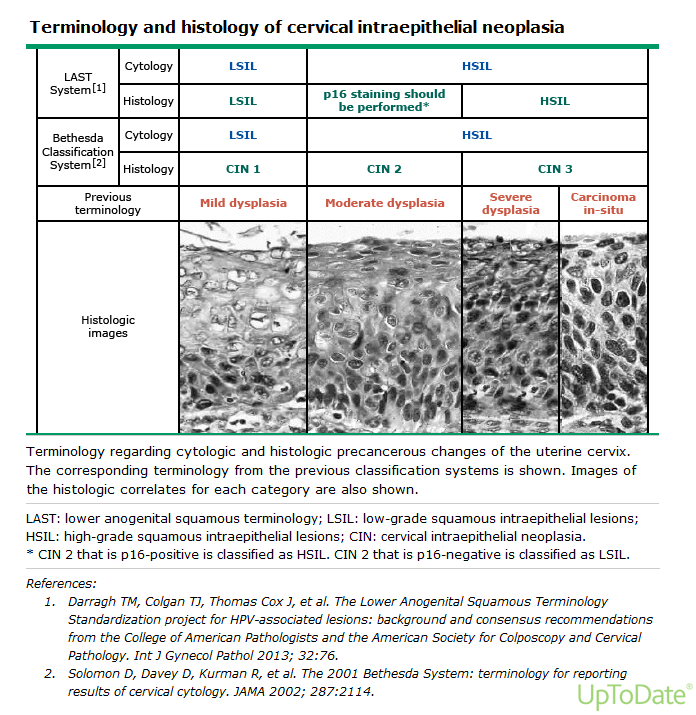 Terminology and histology of cervical intraepithelial neoplasia
LAST
System[1]
Cytology
LSIL
HSIL
Histology
LSIL
p16 staining should
be performed*
HSIL
Bethesda
Classification
System[2]
Cytology
LSIL
HSIL
Histology
CIN 1
CIN 2
CIN 3
Previous
terminology
Mild dysplasia
Moderate dysplasia
Severe
dysplasia
Carcinoma
in-situ
Histologic
images
Terminology regarding cytologic and histologic precancerous changes of the uterine cervix.
The corresponding terminology from the previous classification systems is shown. Images of
the histologic correlates for each category are also shown.
LAST: lower anogenital squamous terminology; LSIL: low-grade squamous intraepithelial lesions;
HSIL: high-grade squamous intraepithelial lesions; CIN: cervical intraepithelial neoplasia.
* CIN 2 that is p16-positive is classified as HSIL. CIN 2 that is p16-negative is classified as LSIL.
References:
1. Darragh TM, Colgan TJ, Thomas Cox J, et al. The Lower Anogenital Squamous Terminology
Standardization project for HPV-associated lesions: background and consensus recommendations
from the College of American Pathologists and the American Society for Colposcopy and Cervical
Pathology. Int J Gynecol Pathol 2013; 32:76.
2. Solomon D, Davey D, Kurman R, et al. The 2001 Bethesda System: terminology for reporting
results of cervical cytology. JAMA 2002; 287:2114.
UpToDate®